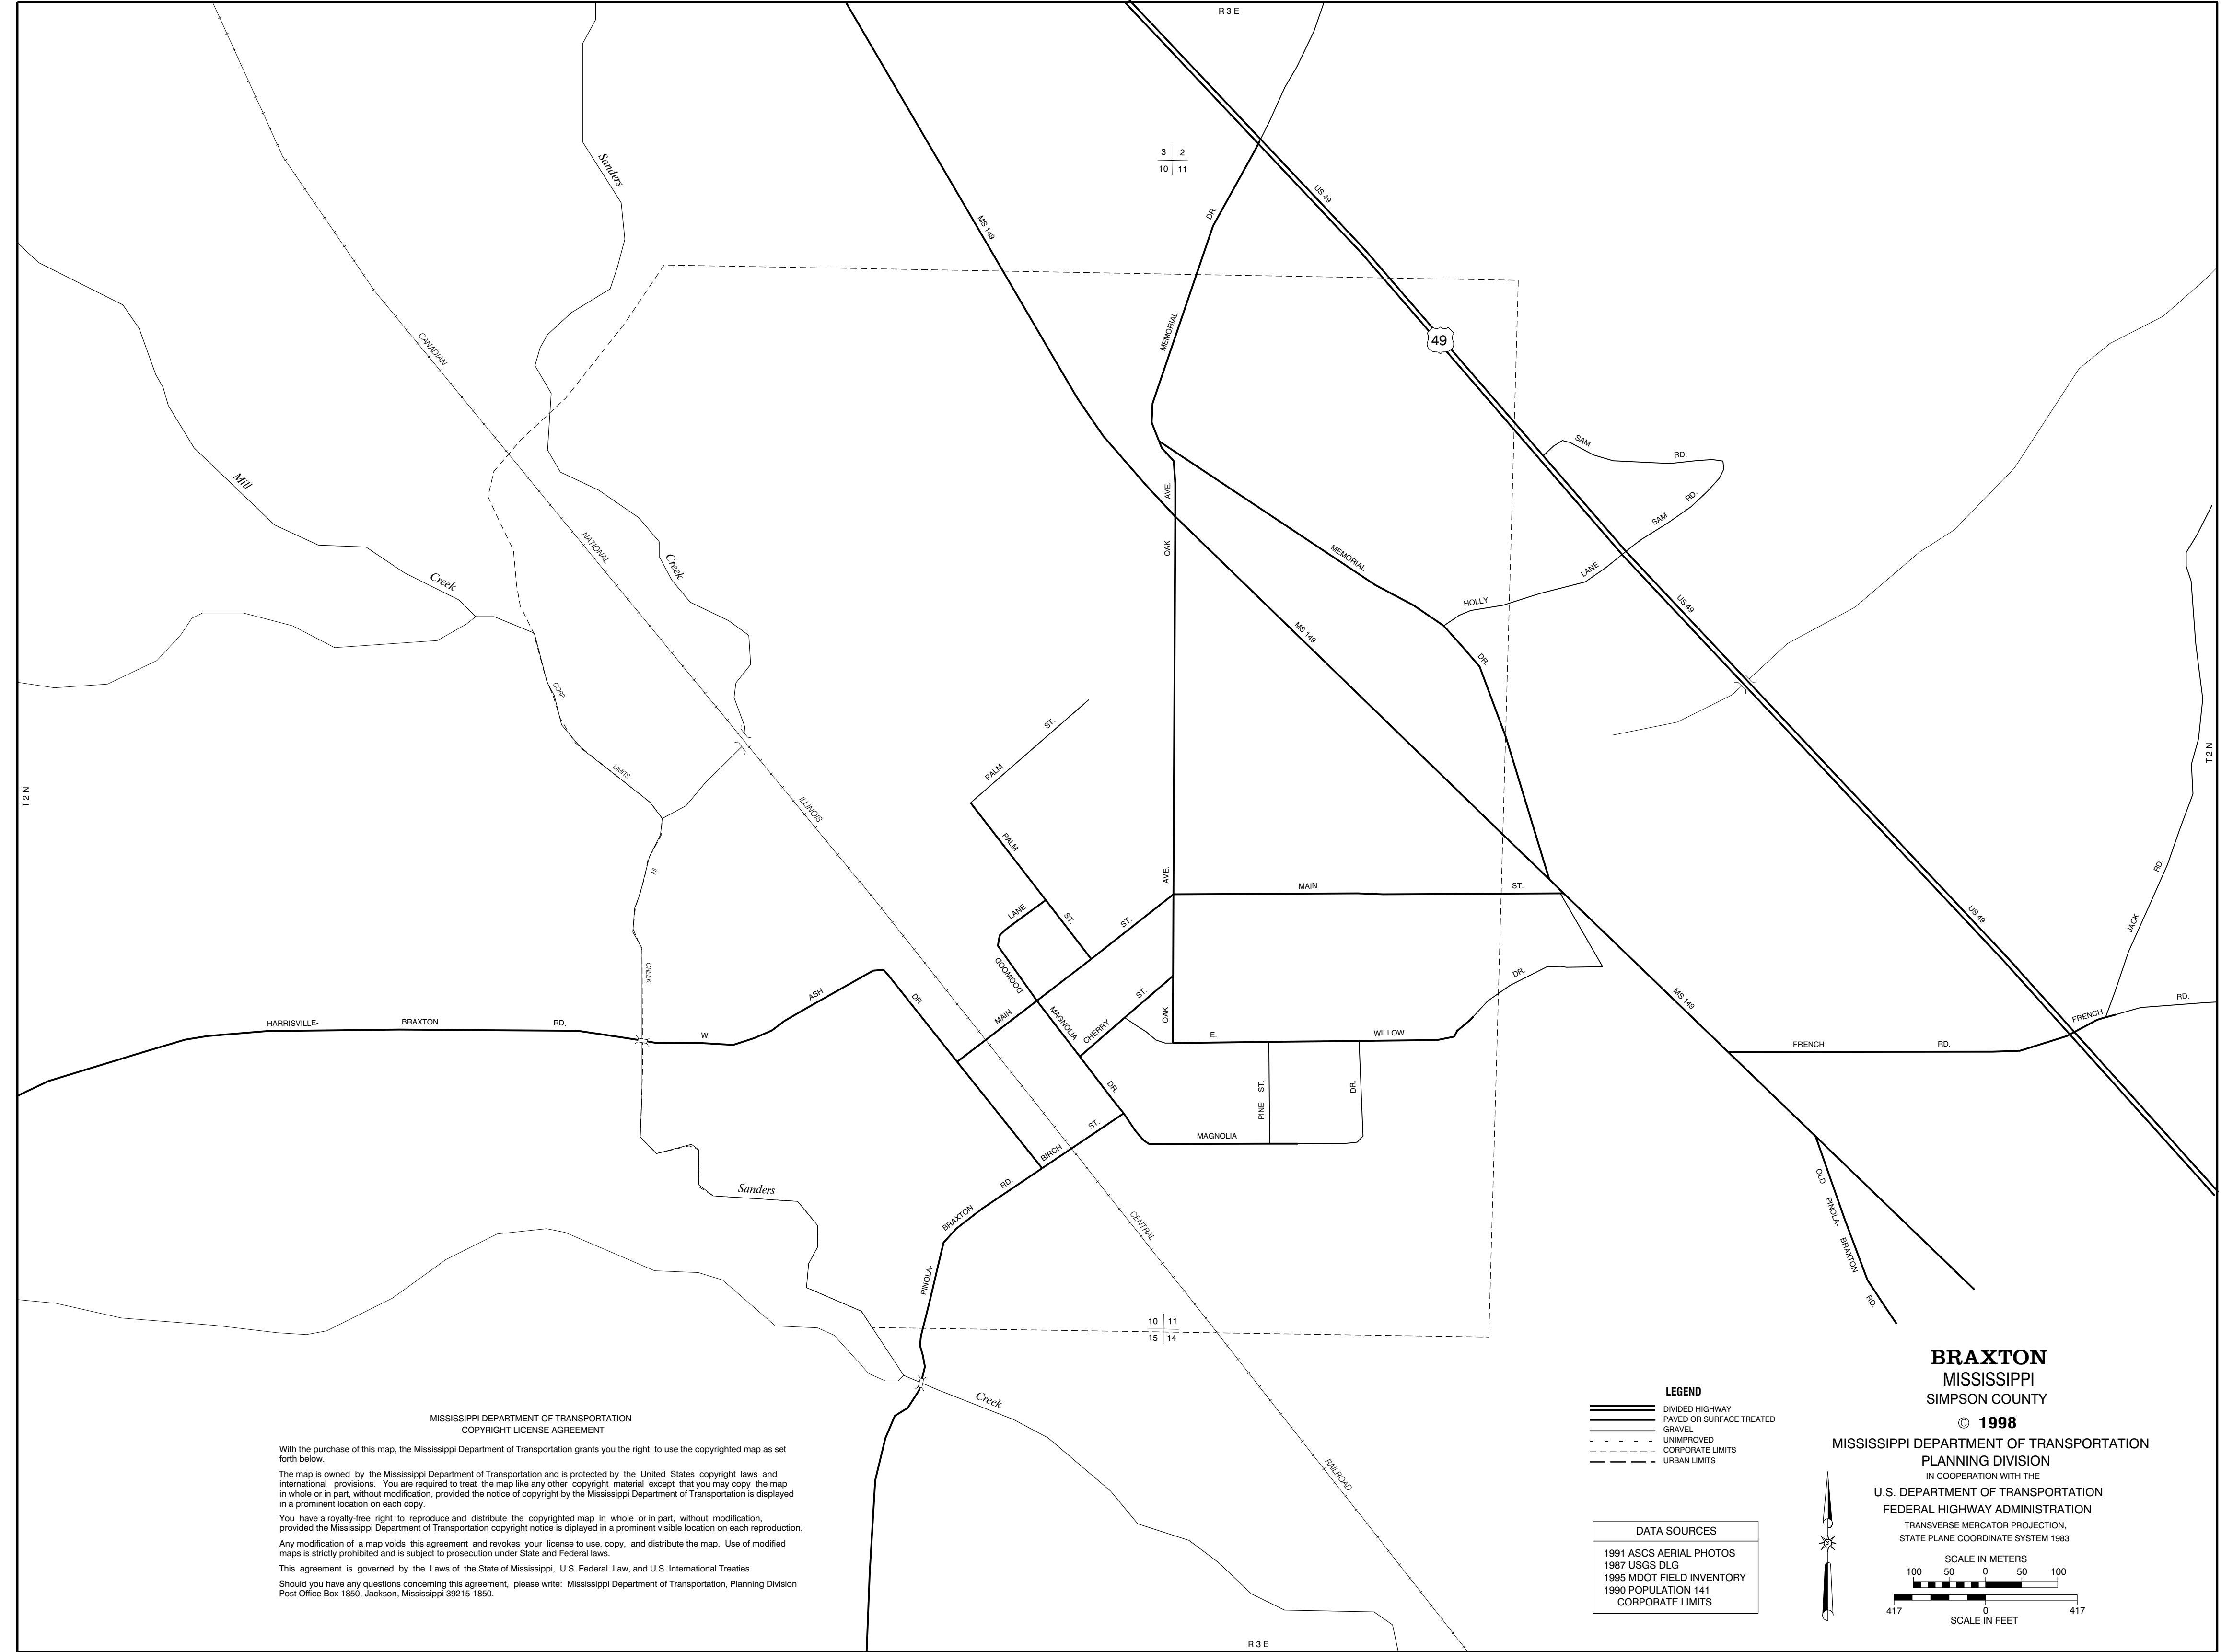 R 3 E
3 2
10 11
Sanders
MS 149
DR.
US 49
MEMORIAL
CANADIAN
49
SAM
RD.
Mill
AVE.
RD.
SAM
NATIONAL
OAK
MEMORIAL
Creek
LANE
Creek
HOLLY
US 49
MS 149
DR.
CORP.
ST.
T 2 N
LIMITS
PALM
T 2 N
ILLINOIS
PALM
IN
AVE.
RD.
MAIN
ST.
LANE
ST.
ST.
US 49
JACK
CREEK
DOGWOOD
DR.
ASH
DR.
ST.
MS 149
RD.
HARRISVILLE-
BRAXTON
RD.
MAIN
MAGNOLIA
OAK
FRENCH
W.
CHERRY
E.
WILLOW
FRENCH
RD.
DR.
PINE ST.
DR.
ST.
MAGNOLIA
BIRCH
OLD PINOLA- BRAXTON RD.
RD.
Sanders
BRAXTON
CENTRAL
PINOLA-
10 11
15 14
Creek
RAILROAD
R 3 E
MISSISSIPPI DEPARTMENT OF TRANSPORTATION
COPYRIGHT LICENSE AGREEMENT
With the purchase of this map, the Mississippi Department of Transportation grants you the right to use the copyrighted map as set
forth below.
The map is owned by the Mississippi Department of Transportation and is protected by the United States copyright laws and
international provisions. You are required to treat the map like any other copyright material except that you may copy the map
in whole or in part, without modification, provided the notice of copyright by the Mississippi Department of Transportation is displayed
in a prominent location on each copy.
You have a royalty-free right to reproduce and distribute the copyrighted map in whole or in part, without modification,
provided the Mississippi Department of Transportation copyright notice is diplayed in a prominent visible location on each reproduction.
Any modification of a map voids this agreement and revokes your license to use, copy, and distribute the map. Use of modified
maps is strictly prohibited and is subject to prosecution under State and Federal laws.
This agreement is governed by the Laws of the State of Mississippi, U.S. Federal Law, and U.S. International Treaties.
Should you have any questions concerning this agreement, please write: Mississippi Department of Transportation, Planning Division
Post Office Box 1850, Jackson, Mississippi 39215-1850.
LEGEND
DIVIDED HIGHWAY
PAVED OR SURFACE TREATED
GRAVEL
UNIMPROVED
CORPORATE LIMITS
URBAN LIMITS
DATA SOURCES
1991 ASCS AERIAL PHOTOS
1987 USGS DLG
1995 MDOT FIELD INVENTORY
1990 POPULATION 141
CORPORATE LIMITS
BRAXTON
MISSISSIPPI
SIMPSON COUNTY
© 1998
MISSISSIPPI DEPARTMENT OF TRANSPORTATION
PLANNING DIVISION
IN COOPERATION WITH THE
U.S. DEPARTMENT OF TRANSPORTATION
FEDERAL HIGHWAY ADMINISTRATION
TRANSVERSE MERCATOR PROJECTION,
STATE PLANE COORDINATE SYSTEM 1983
SCALE IN METERS
100 50 0 50 100
417 0 417
SCALE IN FEET